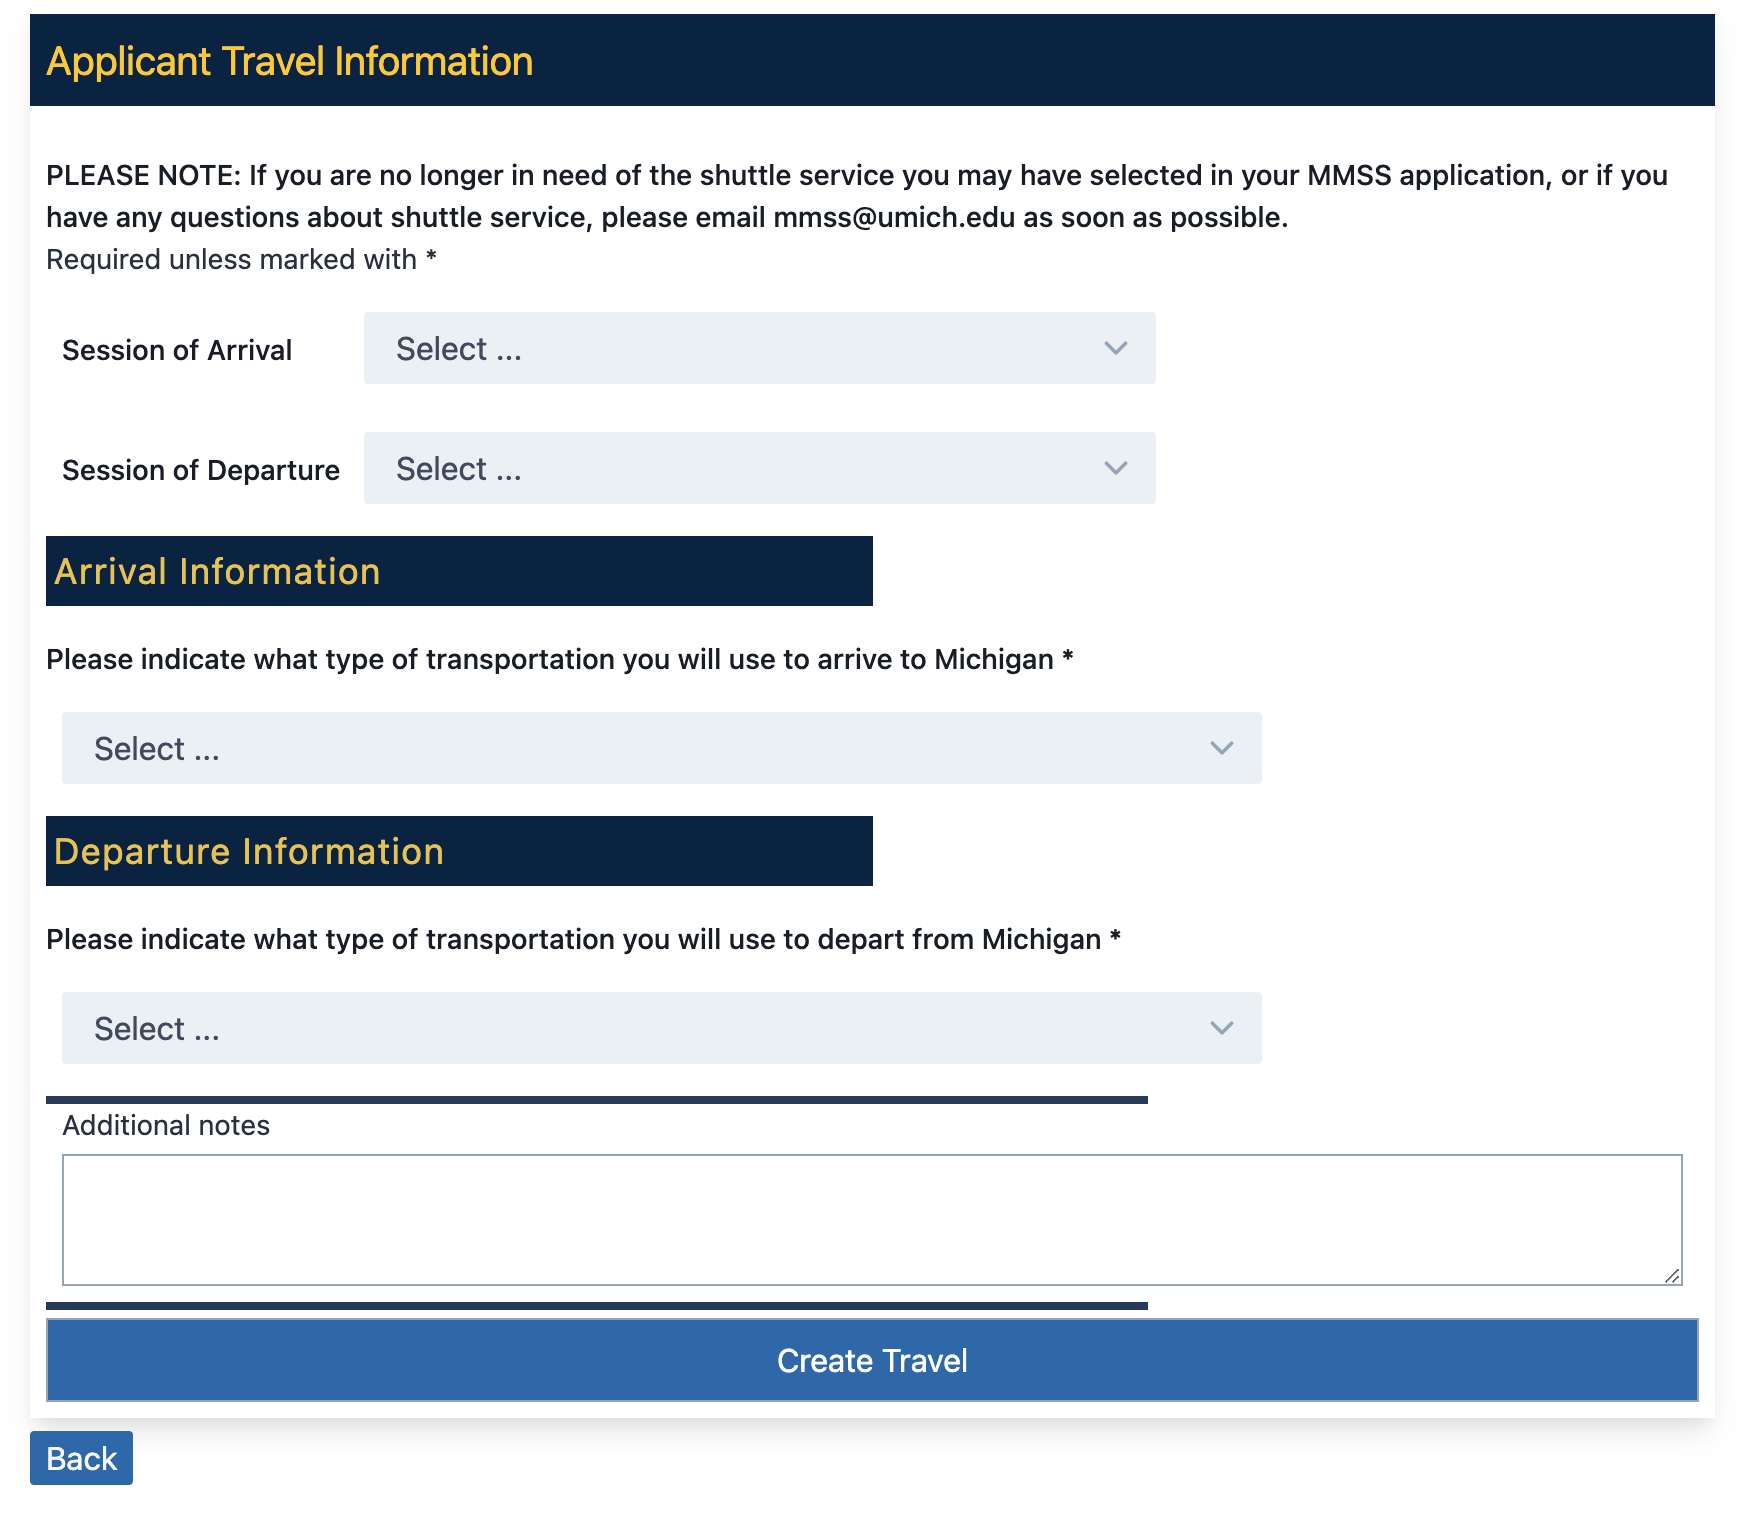 Applicant Travel Information
PLEASE NOTE: If you are no longer in need of the shuttle service you may have selected in your MMSS application, or if you
have any questions about shuttle service, please email mmss@umich.edu as soon as possible.
Required unless marked with *
Session of Arrival
Select ...
Session of Departure
Select ...
Arrival Information
Please indicate what type of transportation you will use to arrive to Michigan *
Select ...
Departure Information
Please indicate what type of transportation you will use to depart from Michigan *
Select ...
Additional notes
Create Travel
Back